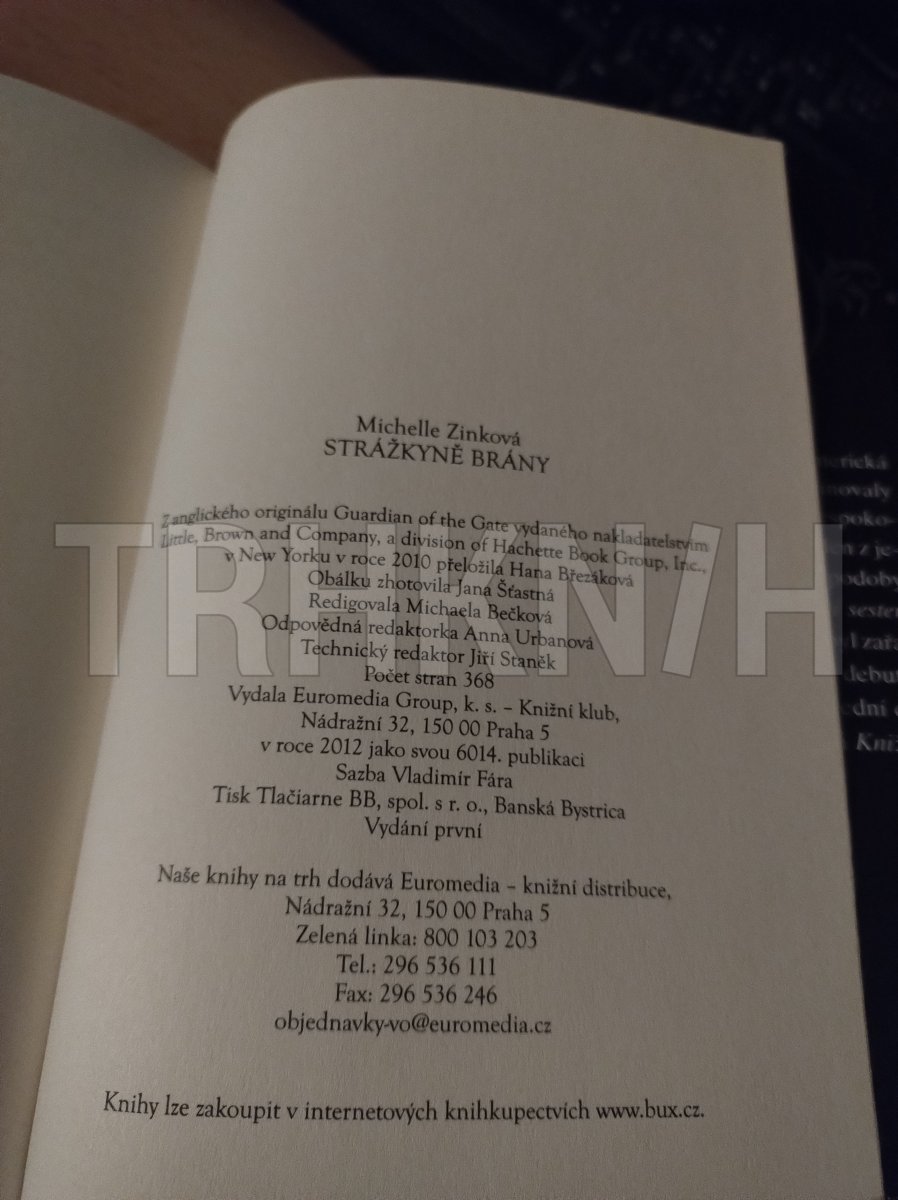 Michelle Zinková
STRÁŽKYNĚ BRÁNY
Z anglického originálu Guardian of the Gate vydaného nakladatelstvím
Little, Brown and Company, a division of Hachette Book Group, Inc.,
v New Yorku v roce 2010 přeložila Hana Březáková
Obálku zhotovila Jana Šťastná
Redigovala Michaela Bečková
Odpovědná redaktorka Anna Urbanová
Technický redaktor Jiří Staněk
Počet stran 368
Vydala Euromedia Group, k. s. – Knižní klub,
Nádražní 32, 150 00 Praha 5
v roce 2012 jako svou 6014. publikaci
Sazba Vladimír Fára
Tisk Tlačiarne BB, spol. s r. o., Banská Bystrica
Vydání první
Naše knihy na trh dodává Euromedia – knižní distribuce,
Nádražní 32, 150 00 Praha 5
Zelená linka: 800 103 203
Tel.: 296 536 111
Fax: 296 536 246
objednavky-vo@euromedia.cz
Knihy lze zakoupit v internetových knihkupectvích www.bux.cz.
TRHKNIH